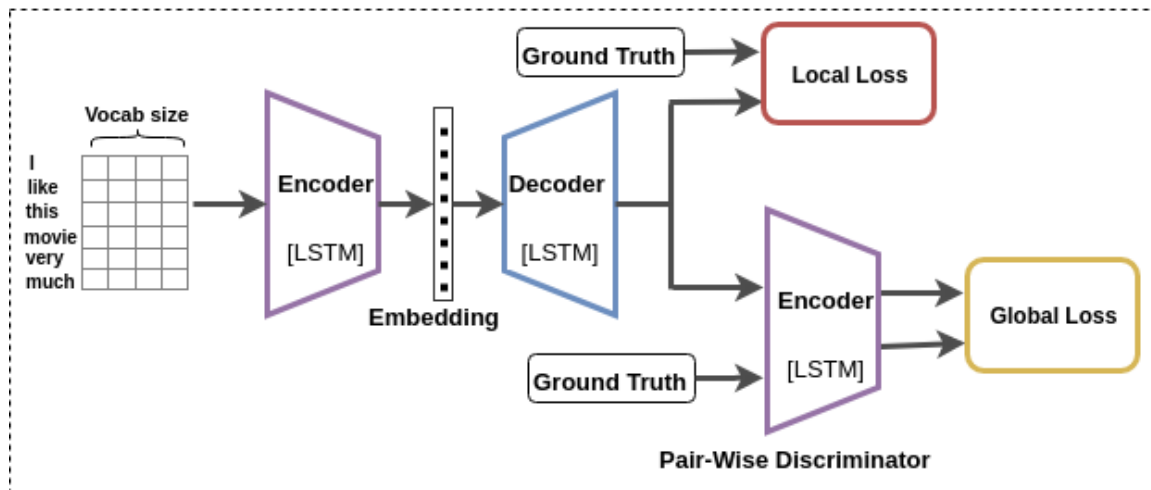 Vocab size
I
like
this
movie
very
much
Encoder
[LSTM]
Embedding
Decoder
[LSTM]
Ground Truth
Local Loss
Ground Truth
Encoder
[LSTM]
Pair-Wise Discriminator
Global Loss